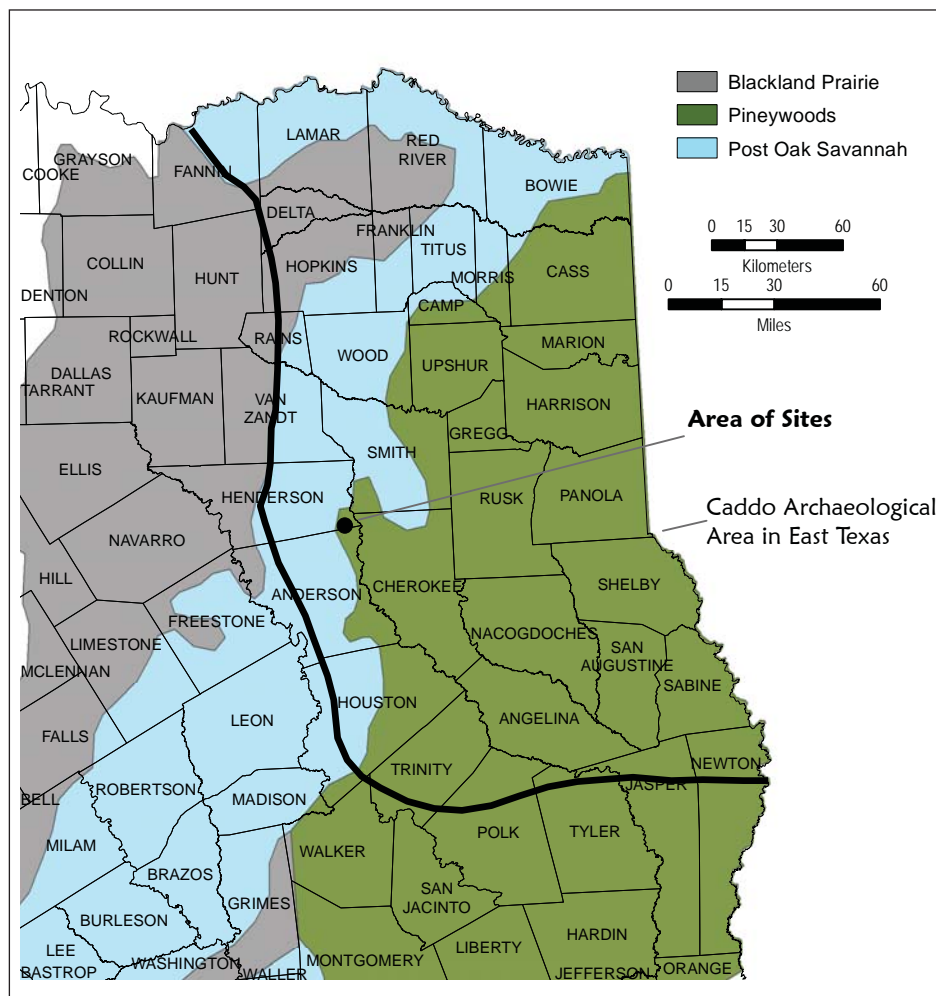 Blackland Prairie
Pineywoods
Post Oak Savannah
0 15 30 60
Kilometers
0 15 30 60
Miles
Area of Sites
Caddo Archaeological
Area in East Texas
LAMAR
RED
RIVER
GRAYSON
COOKE
FANNIN
BOWIE
DELTA
FRANKLIN
TITUS
COLLIN
HUNT
HOPKINS
MORRIS
CASS
DENTON
CAMP
ROCKWALL
RAINS
WOOD
MARION
UPSHUR
DALLAS
TARRANT
KAUFMAN
VAN
ZANDT
HARRISON
GREGG
SMITH
ELLIS
HENDERSON
RUSK
PANOLA
NAVARRO
HILL
ANDERSON
CHEROKEE
SHELBY
FREESTONE
LIMESTONE
NACOGDOCHES
SAN
AUGUSTINE
MCLENNAN
SABINE
HOUSTON
LEON
ANGELINA
FALLS
TRINITY
NEWTON
BELL
ROBERTSON
JASPER
MADISON
POLK
TYLER
MILAM
WALKER
BRAZOS
SAN
JACINTO
GRIMES
BURLESON
HARDIN
LEE
BASTROP
WASHINGTON
WALLER
MONTGOMERY
LIBERTY
JEFFERSON
ORANGE